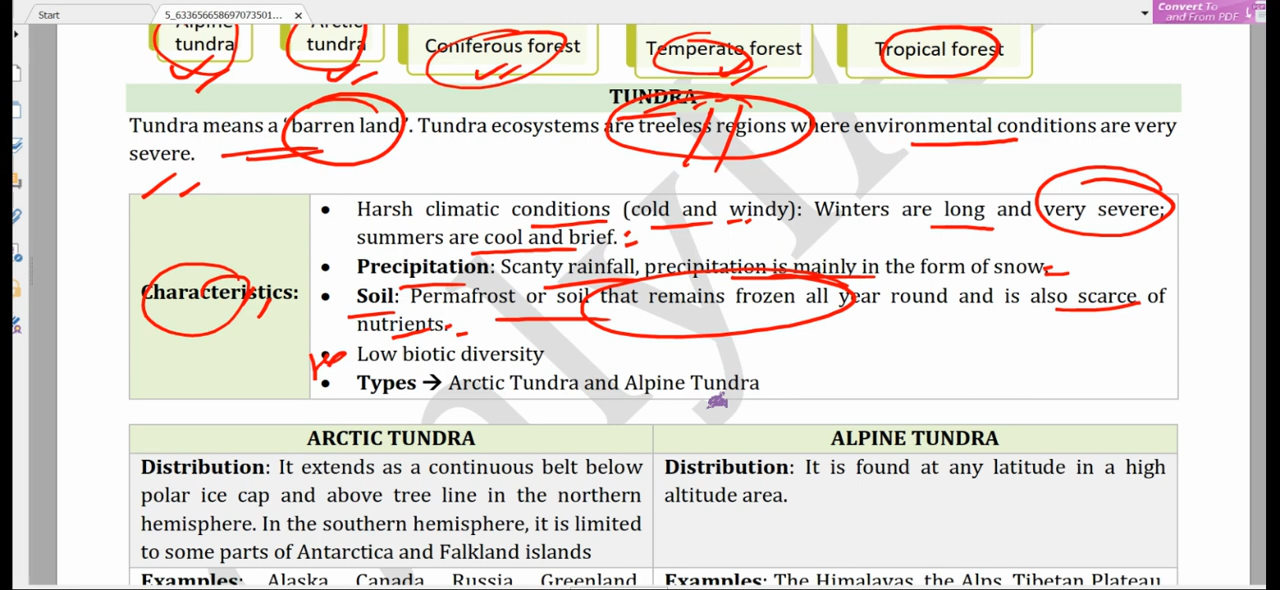 Start
5_633656658697073501...
Convert To
and From PDF
Alpine
tundra
Arctic
tundra
Coniferous forest
Temperate forest
Tropical forest
TUNDRA
Tundra means a 'barren land'. Tundra ecosystems are treeless regions where environmental conditions are very
severe.
Characteristics:
• Harsh climatic conditions (cold and windy): Winters are long and very severe;
summers are cool and brief.
• Precipitation: Scanty rainfall, precipitation is mainly in the form of snow
• Soil: Permafrost or soil that remains frozen all year round and is also scarce of
nutrients.
• Low biotic diversity
• Types → Arctic Tundra and Alpine Tundra
ARCTIC TUNDRA
Distribution: It extends as a continuous belt below
polar ice cap and above tree line in the northern
hemisphere. In the southern hemisphere, it is limited
to some parts of Antarctica and Falkland islands
Examples: Alaska, Canada, Russia, Greenland,
ALPINE TUNDRA
Distribution: It is found at any latitude in a high
altitude area.
Examples: The Himalayas, the Alps, Tibetan Plateau,